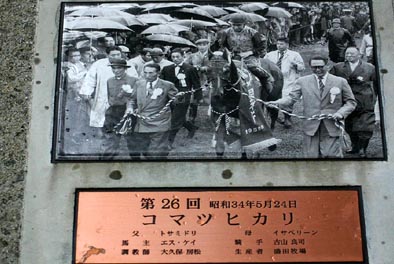 第26回 昭和34年5月24日
コマツヒカリ
父 トサミドリ 母 イサベリーン
馬主 エス・ケイ 騎手 古山良司
調教師 大久保房松 生産者 盛田牧場